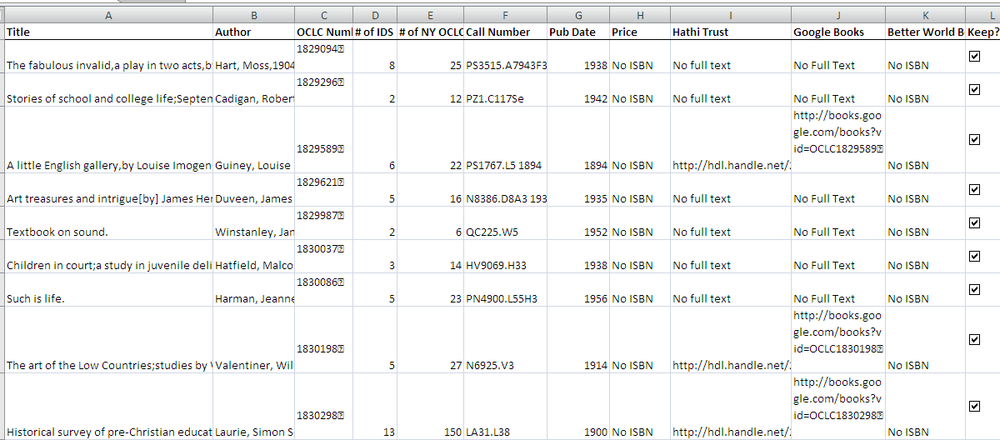 A B C D E F G H I J K L
Title Author OCLC Num # of IDS # of NY OCLC Call Number Pub Date Price Hathi Trust Google Books Better World B Keep?
1829094
The fabulous invalid,a play in two acts,b Hart, Moss,1904 8 25 PS3515.A7943F3 1938 No ISBN No full text No Full Text No ISBN
1829296
Stories of school and college life;Septen Cadigan, Rober 2 12 PZ1.C117Se 1942 No ISBN No full text No Full Text No ISBN
http://books.goo
gle.com/books?v
1829589 id=OCLC1829589
A little English gallery,by Louise Imogen Guiney, Louise 6 22 PS1767.L5 1894 1894 No ISBN http://hdl.handle.net/ No ISBN
1829621
Art treasures and intrigue[by] James Her Duveen, James 5 16 N8386.D8A3 193 1935 No ISBN No full text No Full Text No ISBN
1829987
Textbook on sound. Winstanley, Jan 2 6 QC225.W5 1952 No ISBN No full text No Full Text No ISBN
1830037
Children in court;a study in juvenile deli Hatfield, Malco 3 14 HV9069.H33 1938 No ISBN No full text No Full Text No ISBN
1830086
Such is life. Harman, Jeanne 5 23 PN4900.L55H3 1956 No ISBN No full text No Full Text No ISBN
http://books.goo
gle.com/books?v
1830198 id=OCLC1830198
The art of the Low Countries;studies by Valentiner, Wil 5 27 N6925.V3 1914 No ISBN http://hdl.handle.net/ No ISBN
http://books.goo
gle.com/books?v
1830298 id=OCLC1830298
Historical survey of pre-Christian educat Laurie, Simon S 13 150 LA31.L38 1900 No ISBN http://hdl.handle.net/ No ISBN